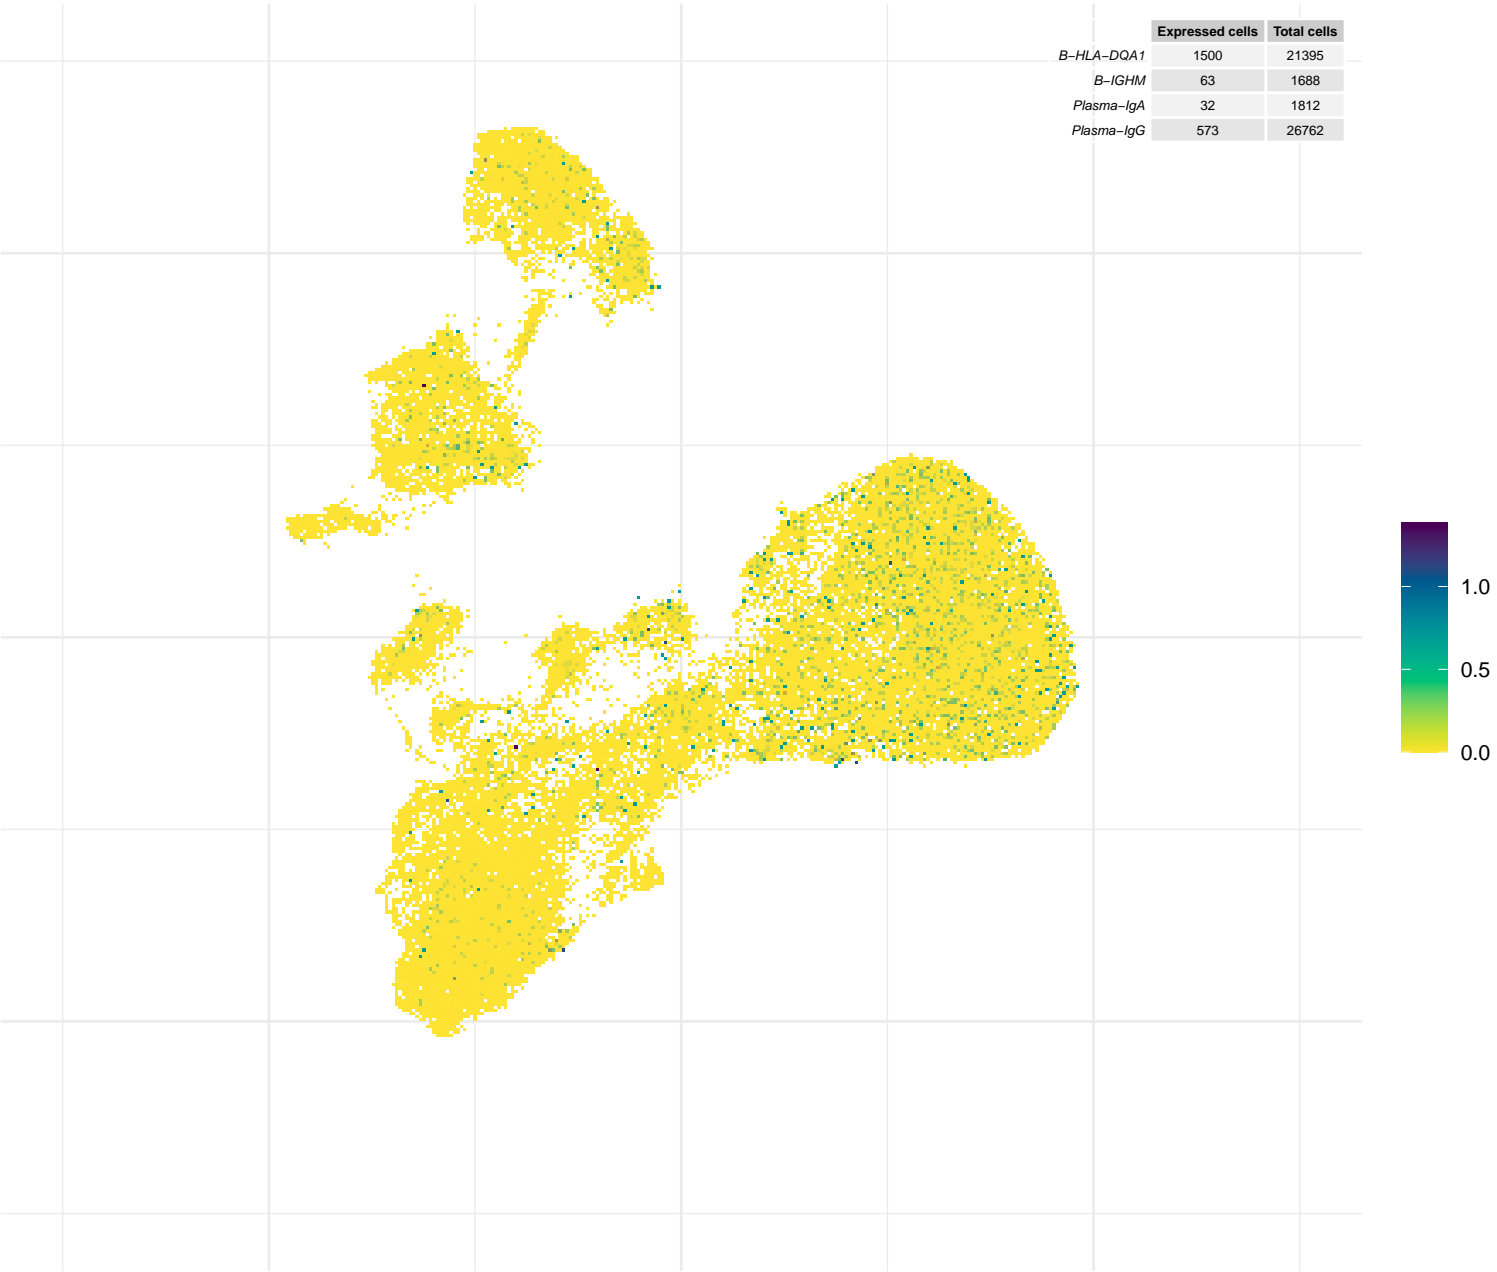 Expressed cells Total cells
B−HLA−DQA1 1500 21395
B−IGHM 63 1688
Plasma−IgA 32 1812
Plasma−IgG 573 26762
1.0
0.5
0.0